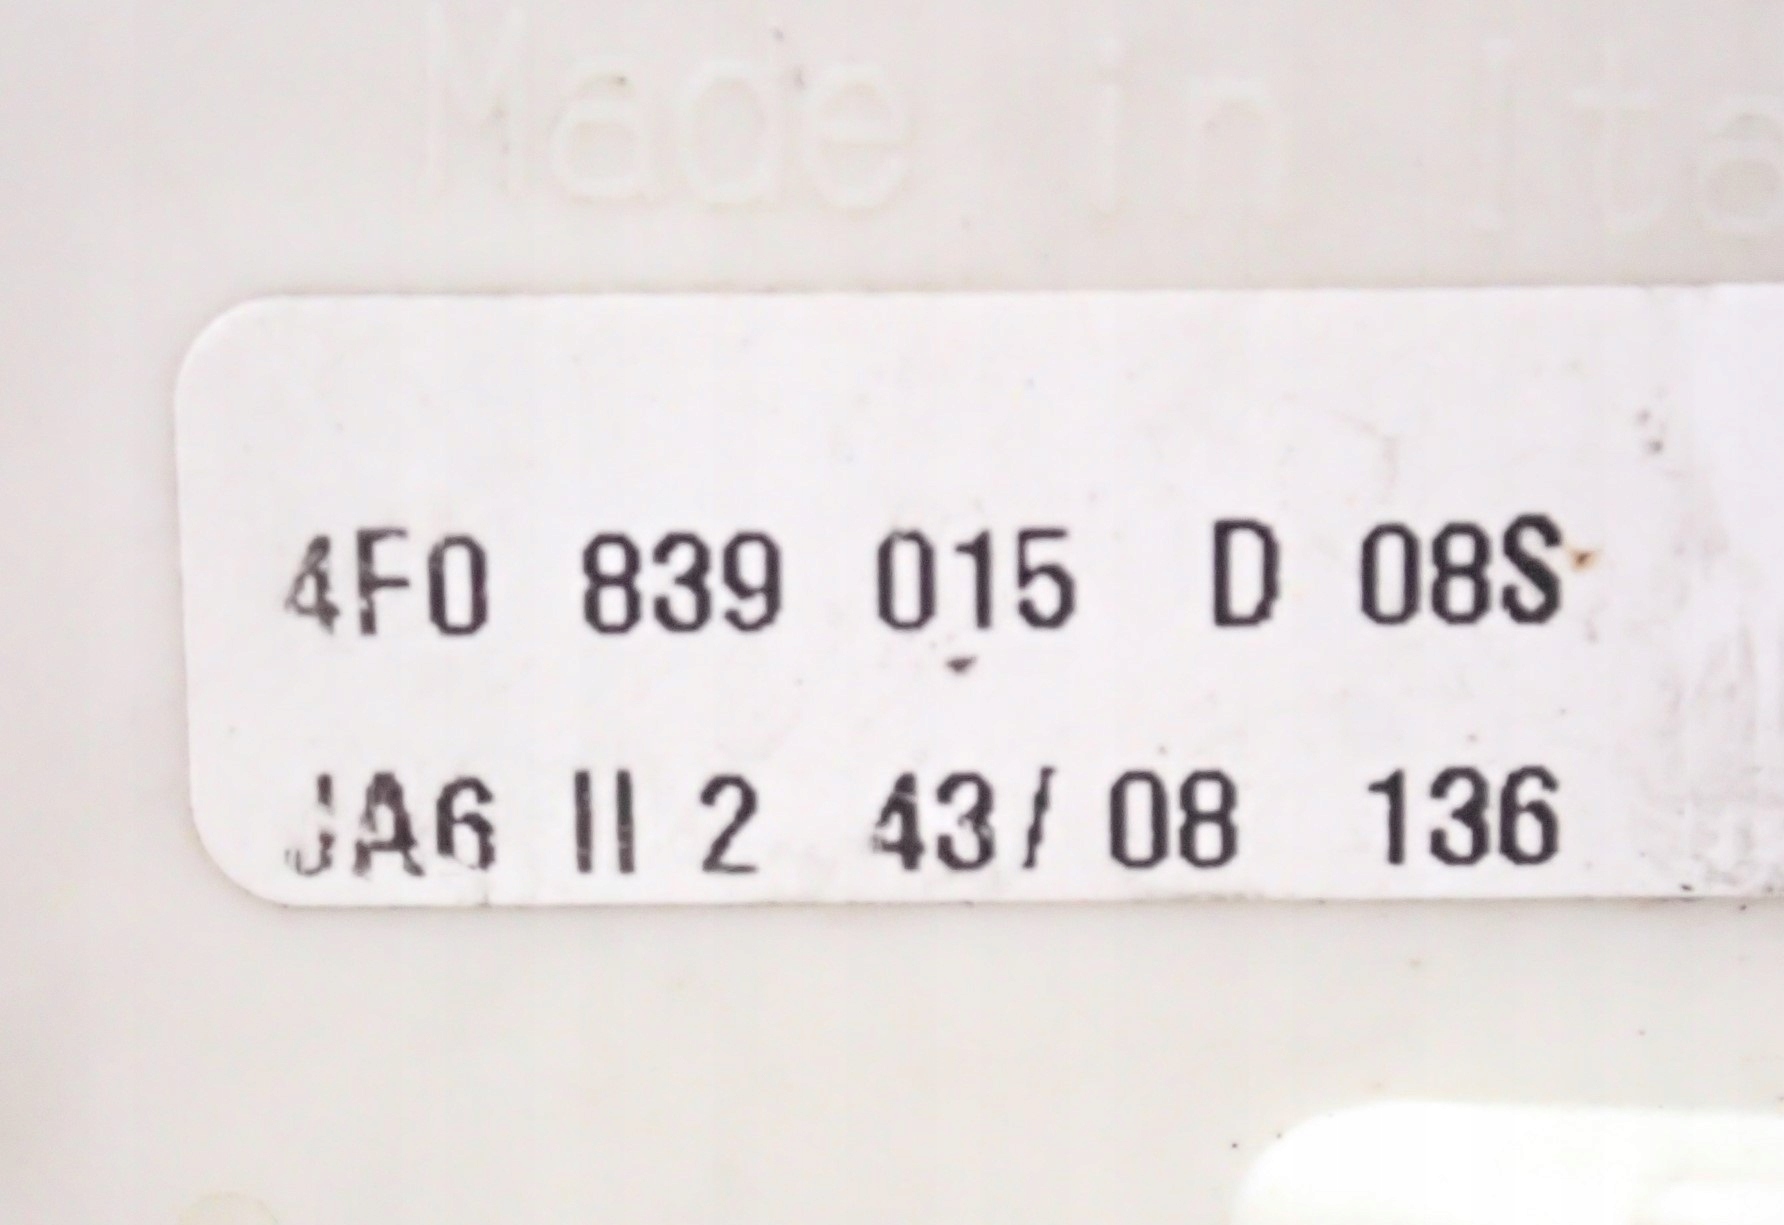 Made in Ita
4F0 839 015 D 08S
JA6 II 2 43/08 136